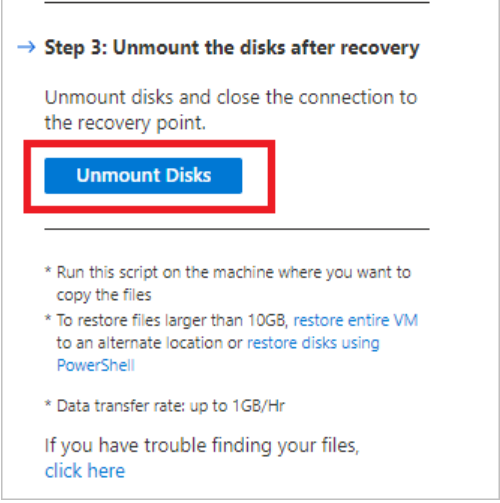 → Step 3: Unmount the disks after recovery
Unmount disks and close the connection to
the recovery point.
Unmount Disks
* Run this script on the machine where you want to
copy the files
* To restore files larger than 10GB, restore entire VM
to an alternate location or restore disks using
PowerShell
* Data transfer rate: up to 1GB/Hr
If you have trouble finding your files,
click here